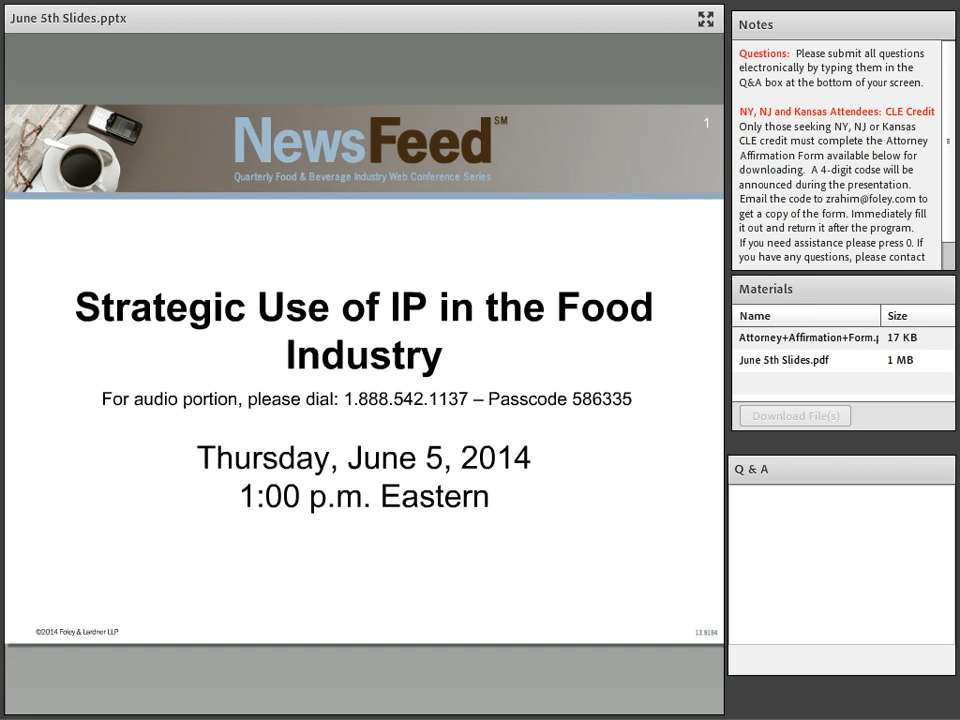 June 5th Slides.pptx
NewsFeed SM
Quarterly Food & Beverage Industry Web Conference Series
1
Strategic Use of IP in the Food
Industry
For audio portion, please dial: 1.888.542.1137 – Passcode 586335
Thursday, June 5, 2014
1:00 p.m. Eastern
©2014 Foley & Lardner LLP
13.9184
Notes
Questions: Please submit all questions
electronically by typing them in the
Q&A box at the bottom of your screen.
NY, NJ and Kansas Attendees: CLE Credit
Only those seeking NY, NJ or Kansas
CLE credit must complete the Attorney
Affirmation Form available below for
downloading. A 4-digit codse will be
announced during the presentation.
Email the code to zrahim@foley.com to
get a copy of the form. Immediately fill
it out and return it after the program.
If you need assistance please press 0. If
you have any questions, please contact
Materials
Name Size
Attorney+Affirmation+Form.p 17 KB
June 5th Slides.pdf 1 MB
Download File(s)
Q & A